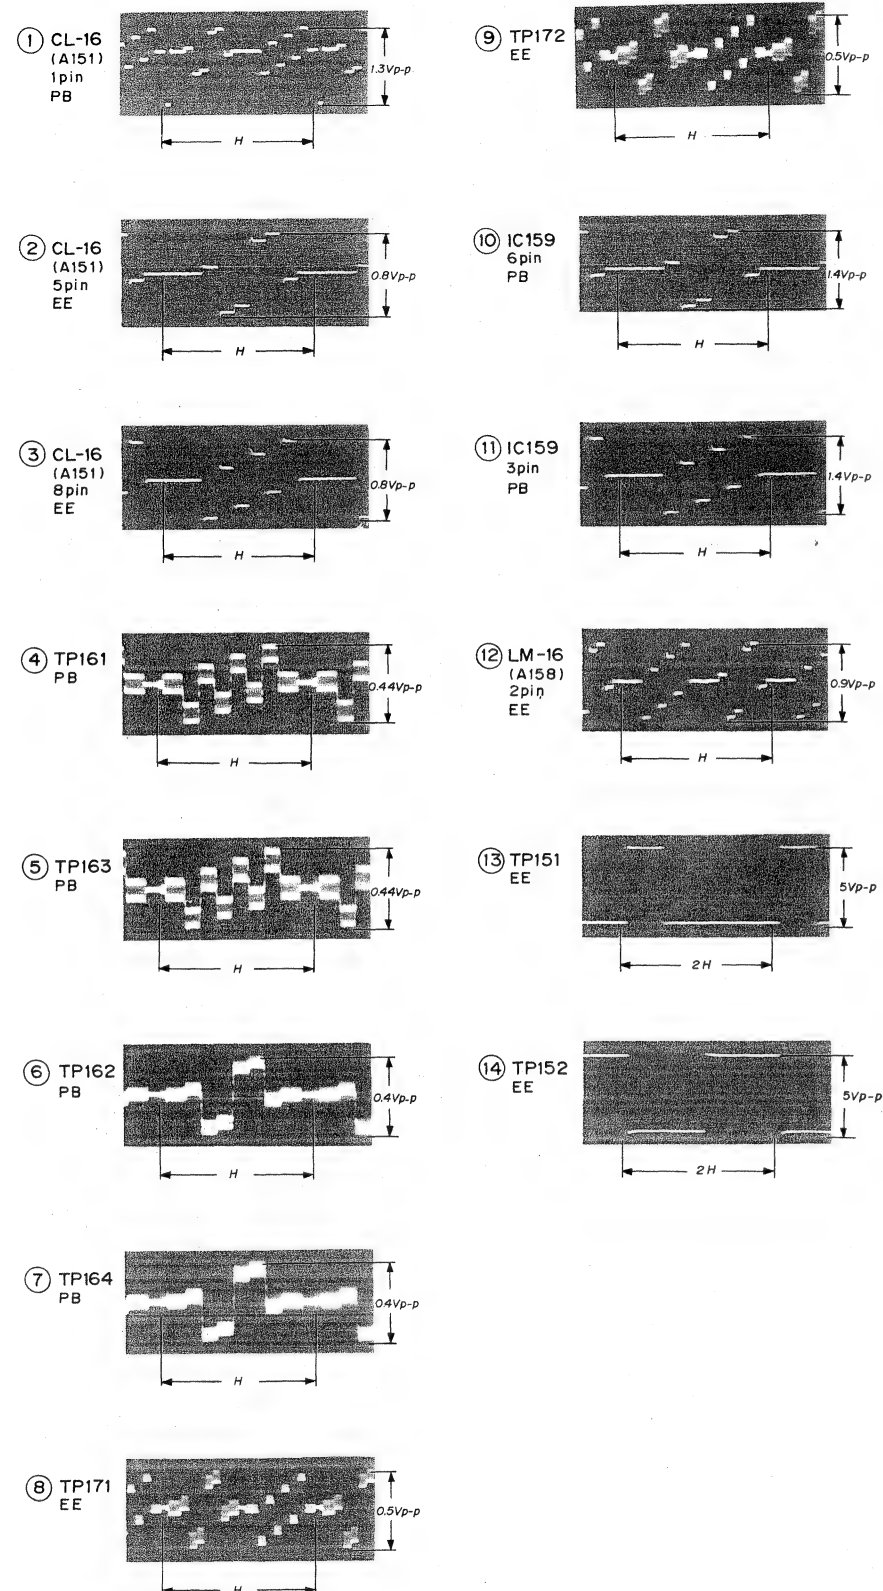 ① CL-16
(A151)
1pin
PB
1.3Vp-p
H
② CL-16
(A151)
5pin
EE
0.8Vp-p
H
③ CL-16
(A151)
8pin
EE
0.8Vp-p
H
④ TP161
PB
0.44Vp-p
H
⑤ TP163
PB
0.44Vp-p
H
⑥ TP162
PB
0.4Vp-p
H
⑦ TP164
PB
0.4Vp-p
H
⑧ TP171
EE
0.5Vp-p
H
⑨ TP172
EE
0.5Vp-p
H
⑩ IC159
6pin
PB
1.4Vp-p
H
⑪ IC159
3pin
PB
1.4Vp-p
H
⑫ LM-16
(A158)
2pin
EE
0.9Vp-p
H
⑬ TP151
EE
5Vp-p
2H
⑭ TP152
EE
5Vp-p
2H